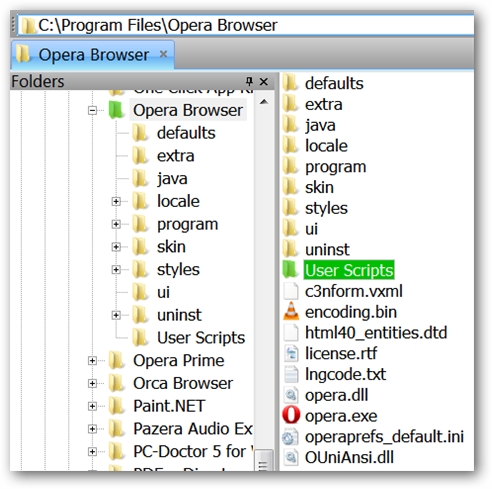 C:\Program Files\Opera Browser
Opera Browser
Folders
Opera Browser
defaults
extra
java
locale
program
skin
styles
ui
uninst
User Scripts
Opera Prime
Orca Browser
Paint.NET
Pazera Audio Ex
PC-Doctor 5 for
defaults
extra
java
locale
program
skin
styles
ui
uninst
User Scripts
c3nform.vxml
encoding.bin
html40_entities.dtd
license.rtf
lngcode.txt
opera.dll
opera.exe
operaprefs_default.ini
OUniAnsi.dll